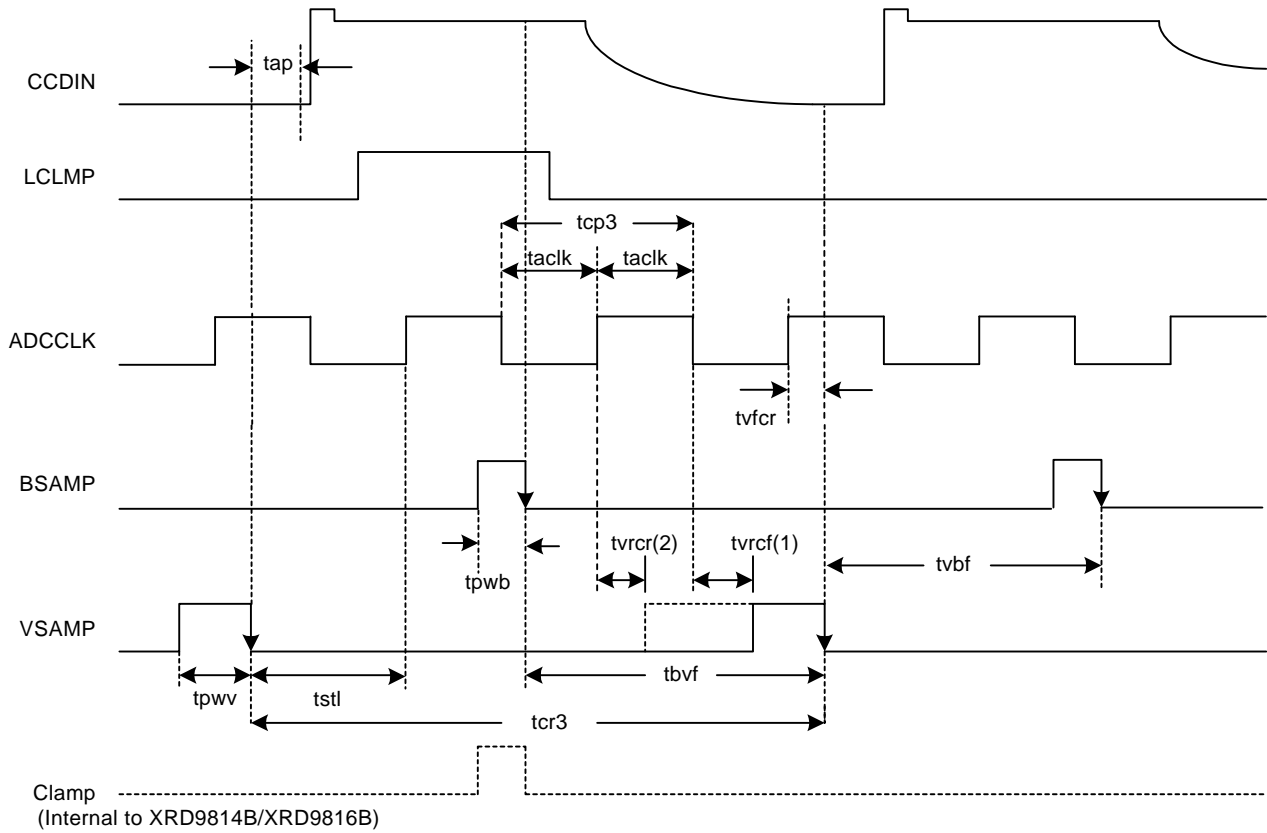 tap
CCDIN
LCLMP
tcp3
taclk taclk
ADCCLK
tvfcr
BSAMP
tvrcr(2) tvrcf(1)
tpwb
tvbf
VSAMP
tpwv tstl tbvf
tcr3
Clamp
(Internal to XRD9814B/XRD9816B)